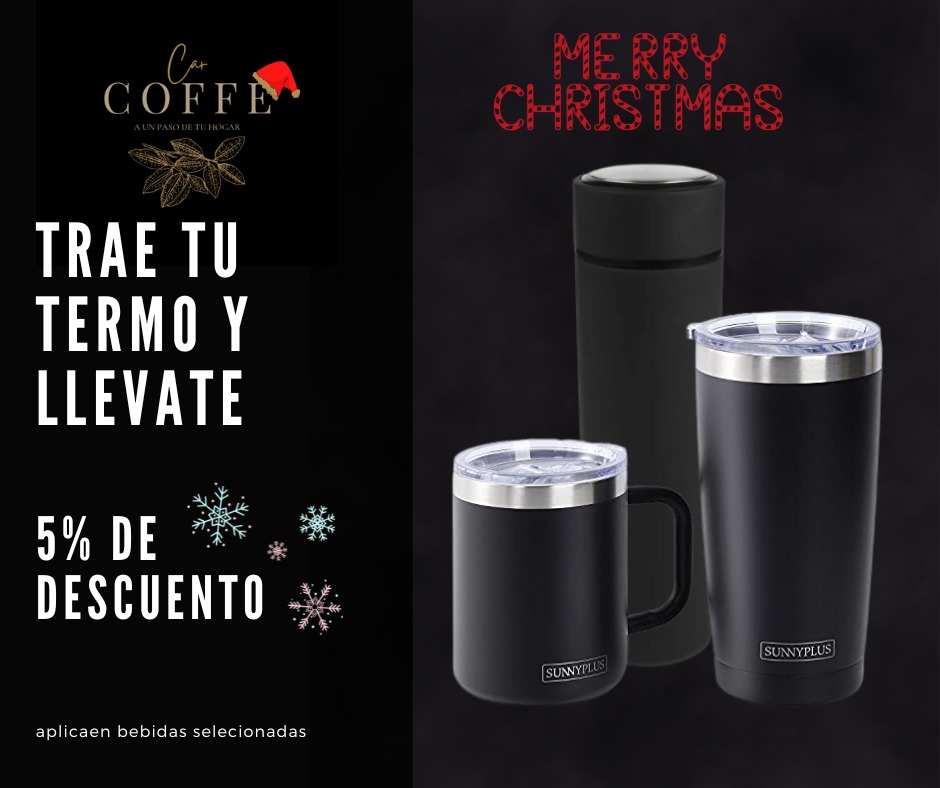 Car
COFFE
A UN PASO DE TU HOGAR
TRAE TU
TERMO Y
LLEVATE
5% DE
DESCUENTO
aplicaen bebidas selecionadas
MERRY
CHRISTMAS
SUNNYPLUS
SUNNYPLUS